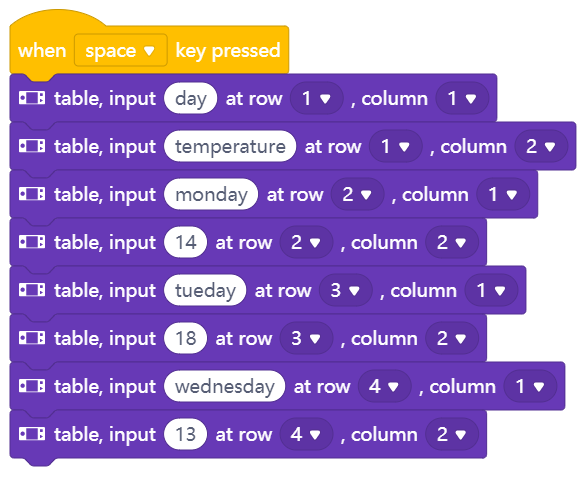 when space key pressed
table, input day at row 1 , column 1
table, input temperature at row 1 , column 2
table, input monday at row 2 , column 1
table, input 14 at row 2 , column 2
table, input tueday at row 3 , column 1
table, input 18 at row 3 , column 2
table, input wednesday at row 4 , column 1
table, input 13 at row 4 , column 2